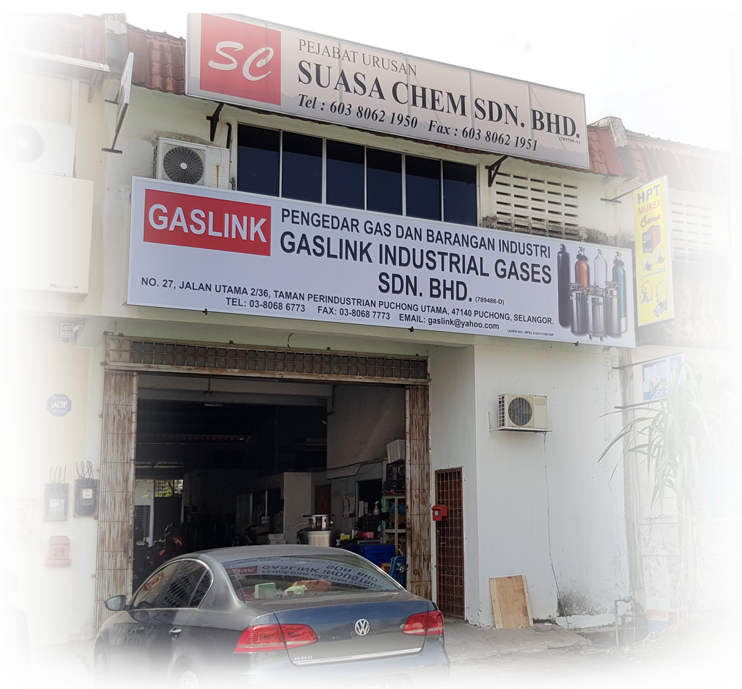 SC
PEJABAT URUSAN
SUASA CHEM SDN. BHD.
Tel : 603 8062 1950 Fax : 603 8062 1951
GASLINK
PENGEDAR GAS DAN BARANGAN INDUSTRI
GASLINK INDUSTRIAL GASES
SDN. BHD. (789486-D)
NO. 27, JALAN UTAMA 2/36, TAMAN PERINDUSTRIAN PUCHONG UTAMA, 47140 PUCHONG, SELANGOR.
TEL: 03-8068 6773 FAX: 03-8068 7773 EMAIL: gaslink@yahoo.com
HPT
MUREX
ADT